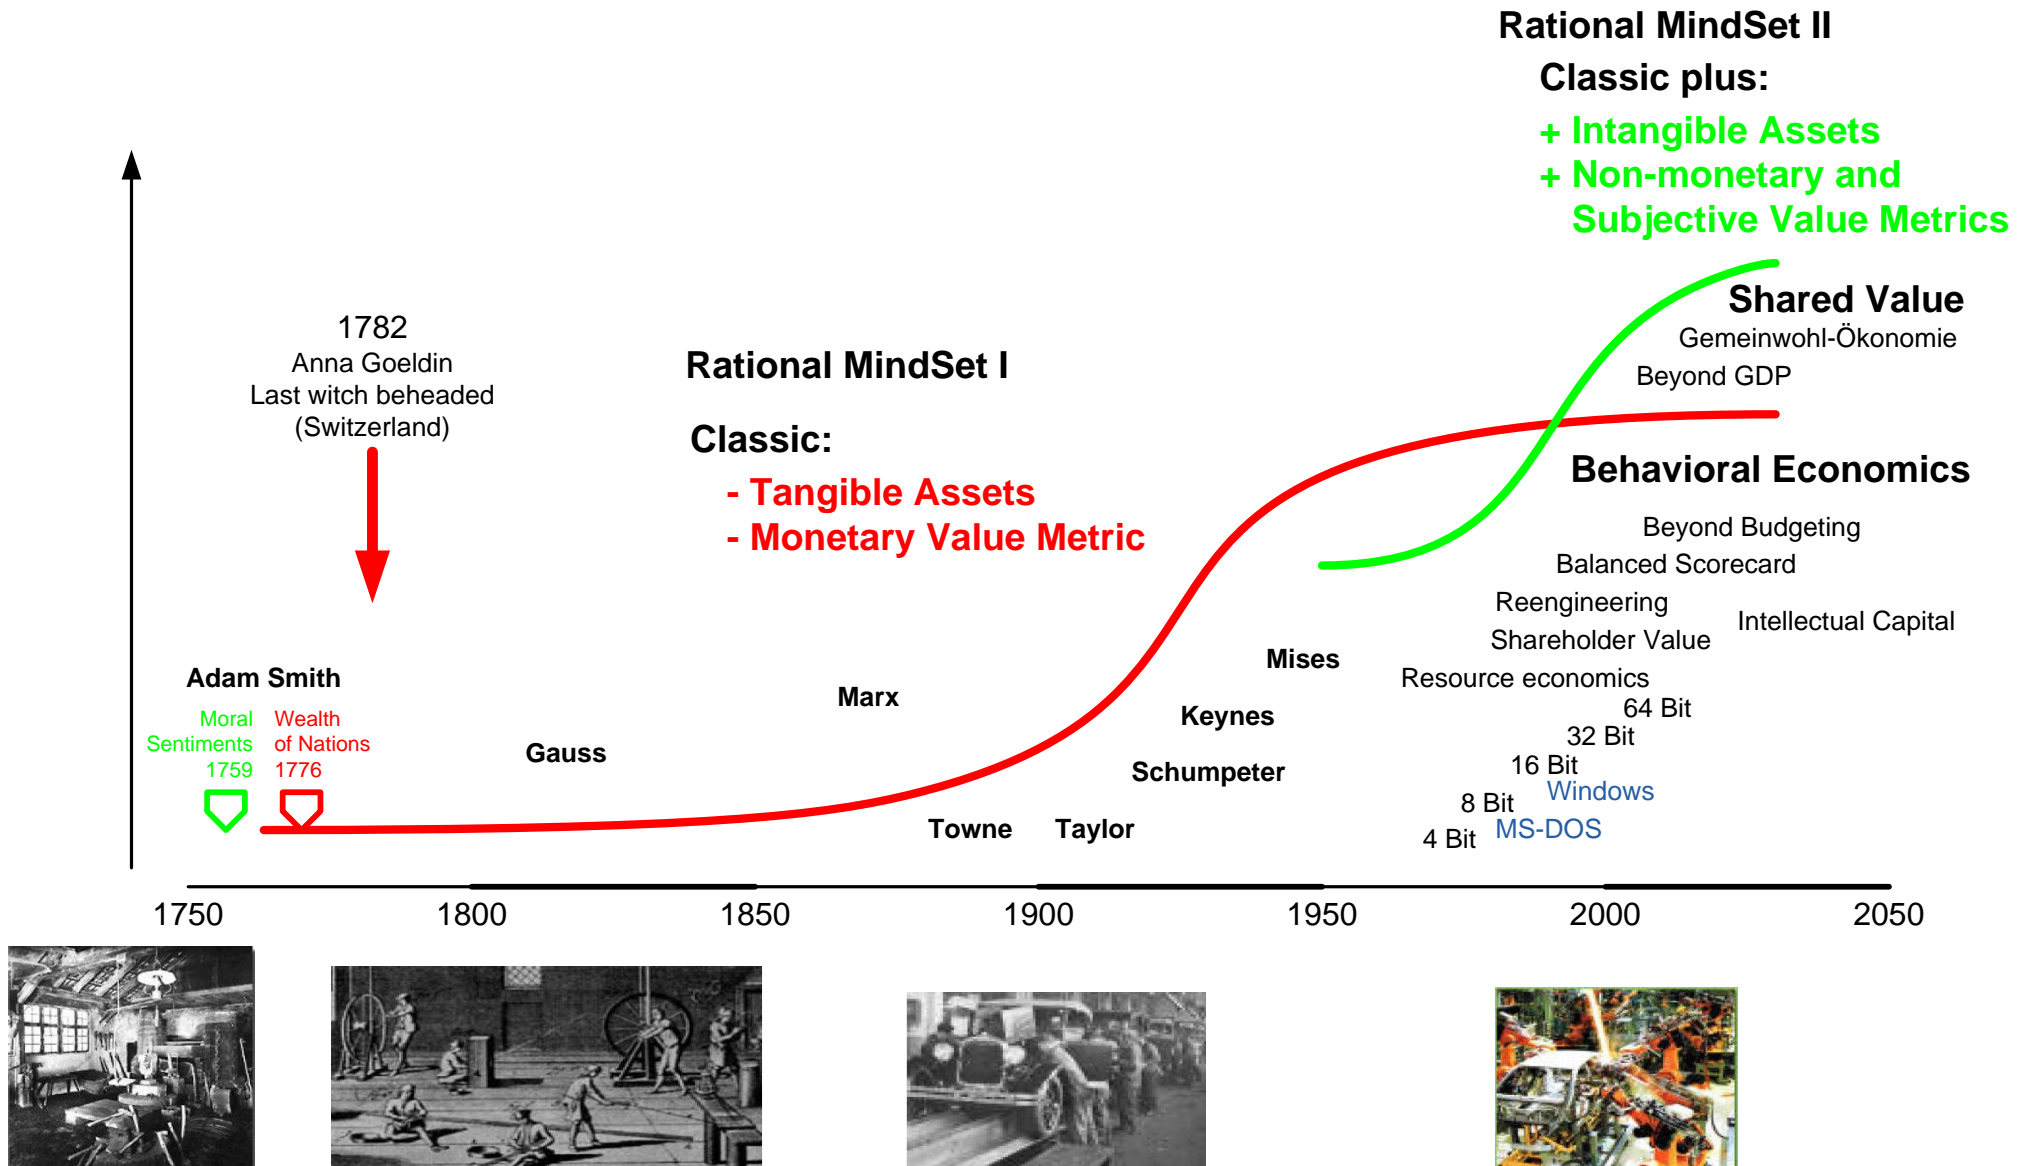 Rational MindSet II
Classic plus:
+ Intangible Assets
+ Non-monetary and
Subjective Value Metrics
Shared Value
Gemeinwohl-Ökonomie
Beyond GDP
1782
Anna Goeldin
Last witch beheaded
(Switzerland)
Rational MindSet I
Classic:
- Tangible Assets
- Monetary Value Metric
Behavioral Economics
Beyond Budgeting
Balanced Scorecard
Reengineering
Intellectual Capital
Shareholder Value
Resource economics
64 Bit
32 Bit
16 Bit
Windows
8 Bit
MS-DOS
4 Bit
Adam Smith
Moral
Sentiments
1759
Wealth
of Nations
1776
Gauss
Marx
Towne
Taylor
Schumpeter
Keynes
Mises
1750
1800
1850
1900
1950
2000
2050